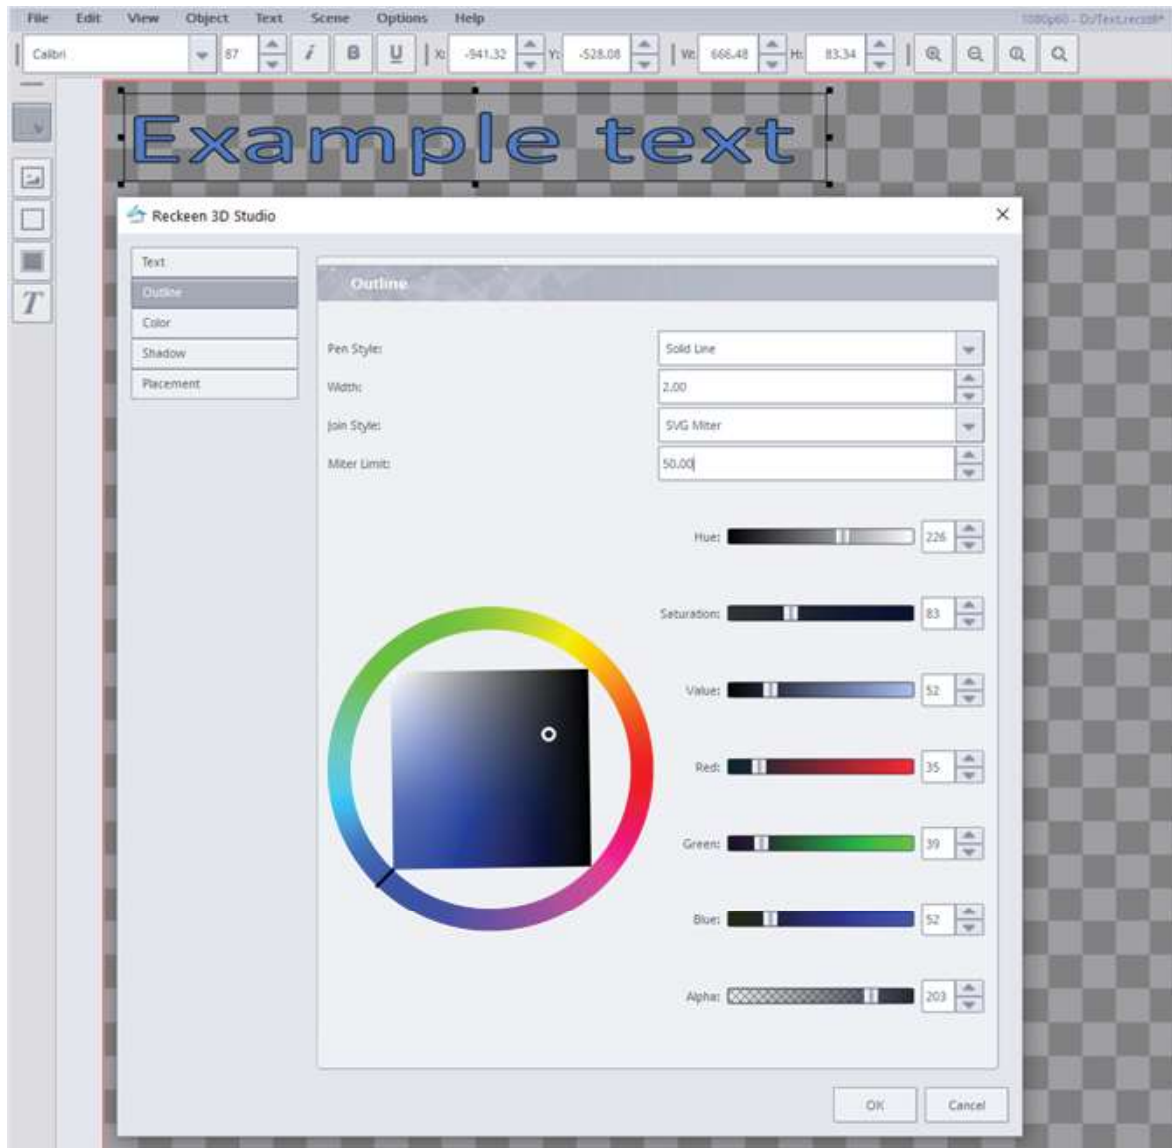 File Edit View Object Text Scene Options Help 1080p60 - D:/Text.recstill*
Calibri 87 i B U X: -941.32 Y: -528.08 W: 666.48 H: 83.34
Example text
T
Reckeen 3D Studio
Text
Outline
Color
Shadow
Placement
Outline
Pen Style: Solid Line
Width: 2.00
Join Style: SVG Miter
Miter Limit: 50.00
Hue: 226
Saturation: 83
Value: 52
Red: 35
Green: 39
Blue: 52
Alpha: 203
OK Cancel